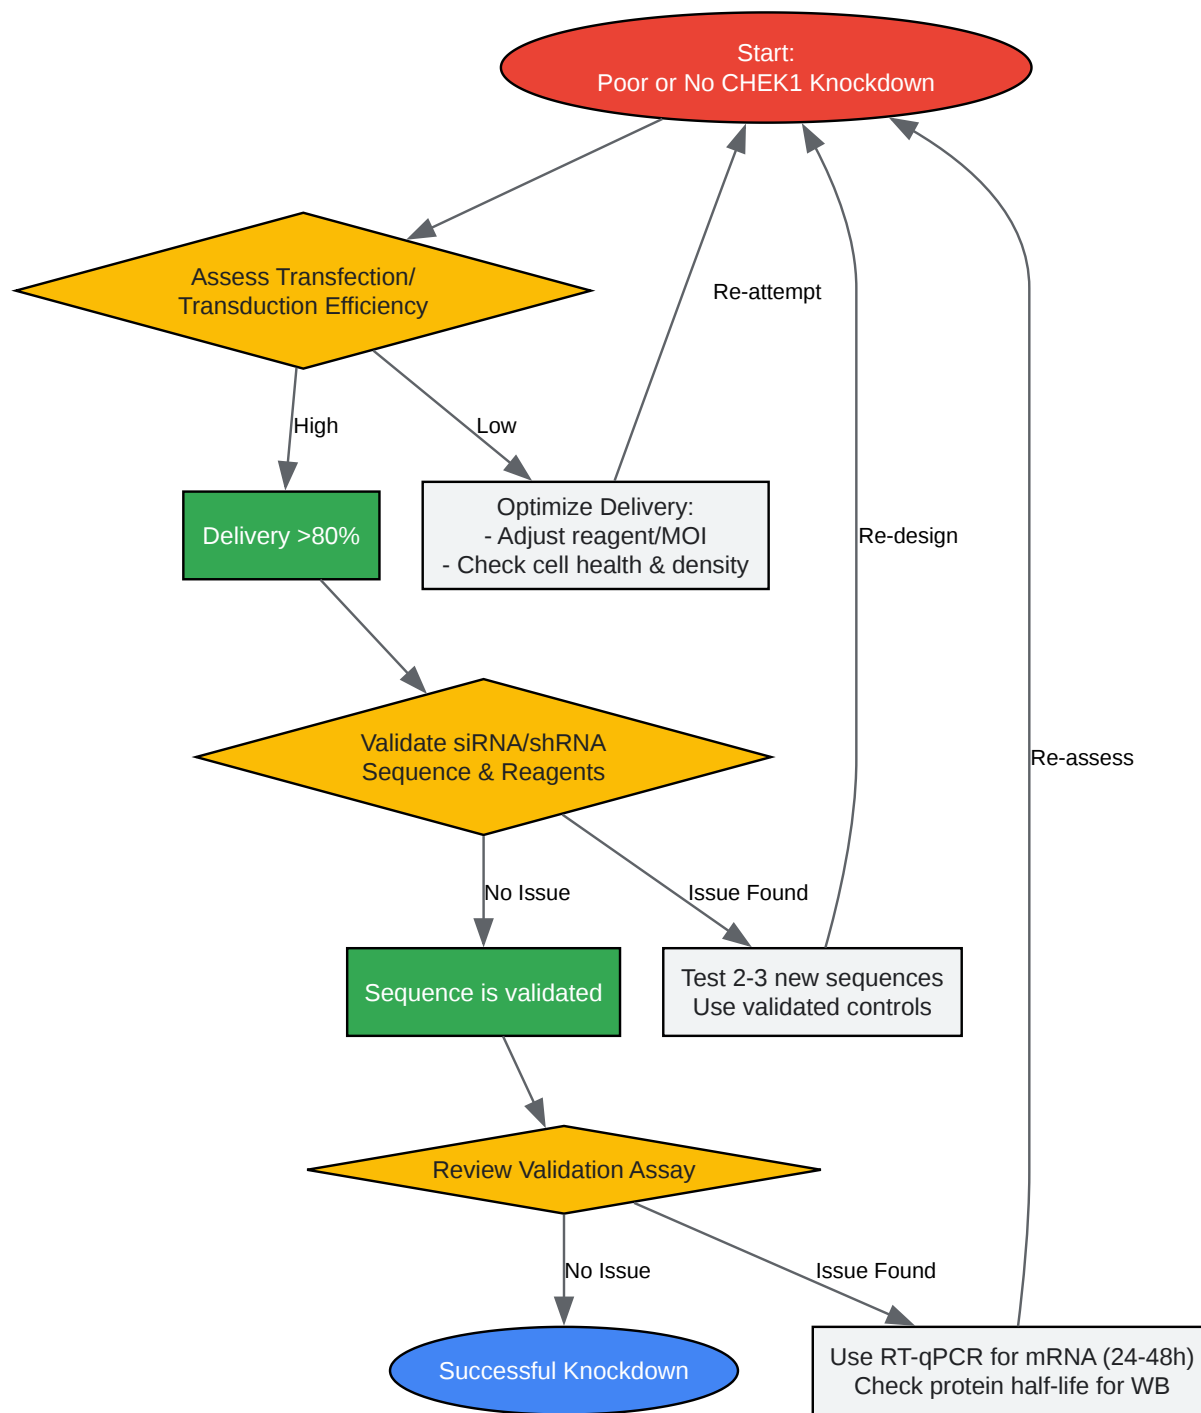 Start:
Poor or No CHEK1 Knockdown
Assess Transfection/
Transduction Efficiency
Re-attempt
High
Low
Optimize Delivery:
- Adjust reagent/MOI
- Check cell health & density
Delivery >80%
Re-design
Validate siRNA/shRNA
Sequence & Reagents
Re-assess
No Issue
Issue Found
Sequence is validated
Test 2-3 new sequences
Use validated controls
Review Validation Assay
No Issue
Issue Found
Successful Knockdown
Use RT-qPCR for mRNA (24-48h)
Check protein half-life for WB